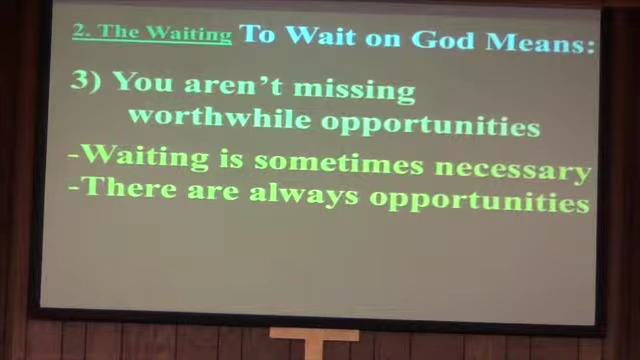 2. The Waiting To Wait on God Means:
3) You aren't missing
worthwhile opportunities
-Waiting is sometimes necessary
-There are always opportunities